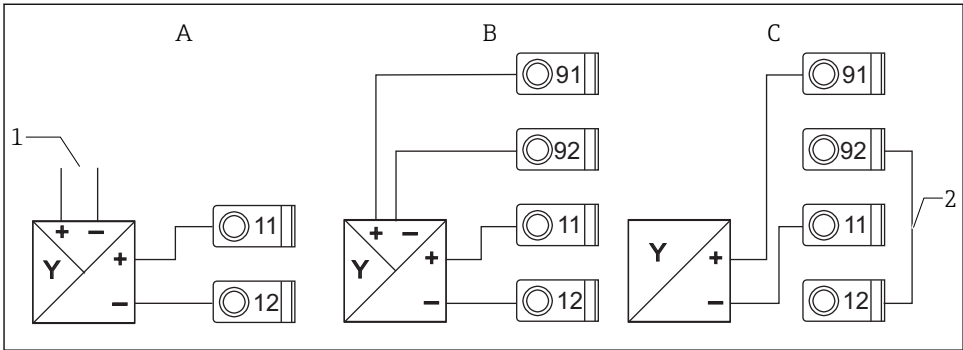 A B C
91 91
1
92 92
+ − 11 + − 11 11 2
Y + Y + Y +
− 12 − 12 − 12